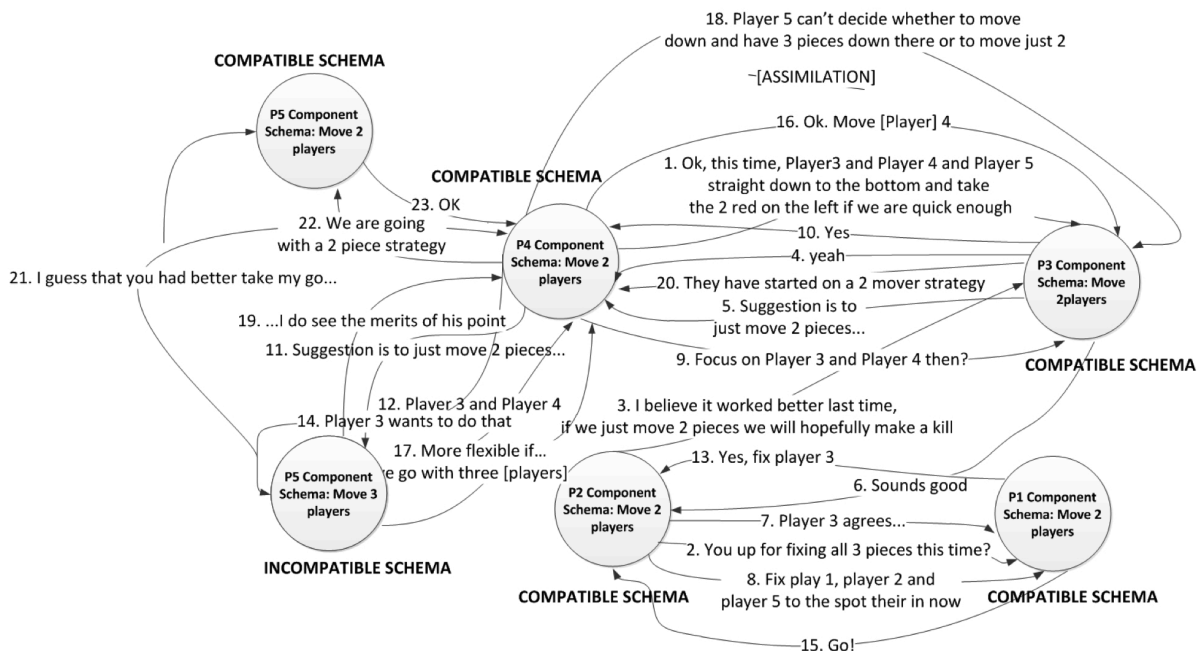 18. Player 5 can't decide whether to move
down and have 3 pieces down there or to move just 2
COMPATIBLE SCHEMA
[ASSIMILATION]
P5 Component
Schema: Move 2
players
16. Ok. Move [Player] 4
COMPATIBLE SCHEMA
1. Ok, this time, Player3 and Player 4 and Player 5
straight down to the bottom and take
the 2 red on the left if we are quick enough
23. OK
22. We are going
with a 2 piece strategy
P4 Component
Schema: Move 2
players
10. Yes
4. yeah
P3 Component
Schema: Move
2players
21. I guess that you had better take my go...
20. They have started on a 2 mover strategy
5. Suggestion is to
just move 2 pieces...
19. ...I do see the merits of his point
11. Suggestion is to just move 2 pieces...
9. Focus on Player 3 and Player 4 then?
COMPATIBLE SCHEMA
12. Player 3 and Player 4
14. Player 3 wants to do that
3. I believe it worked better last time,
if we just move 2 pieces we will hopefully make a kill
17. More flexible if...
e go with three [players]
13. Yes, fix player 3
P5 Component
Schema: Move 3
players
6. Sounds good
P2 Component
Schema: Move 2
players
P1 Component
Schema: Move 2
players
7. Player 3 agrees...
2. You up for fixing all 3 pieces this time?
INCOMPATIBLE SCHEMA
8. Fix play 1, player 2 and
player 5 to the spot their in now
COMPATIBLE SCHEMA
COMPATIBLE SCHEMA
15. Go!